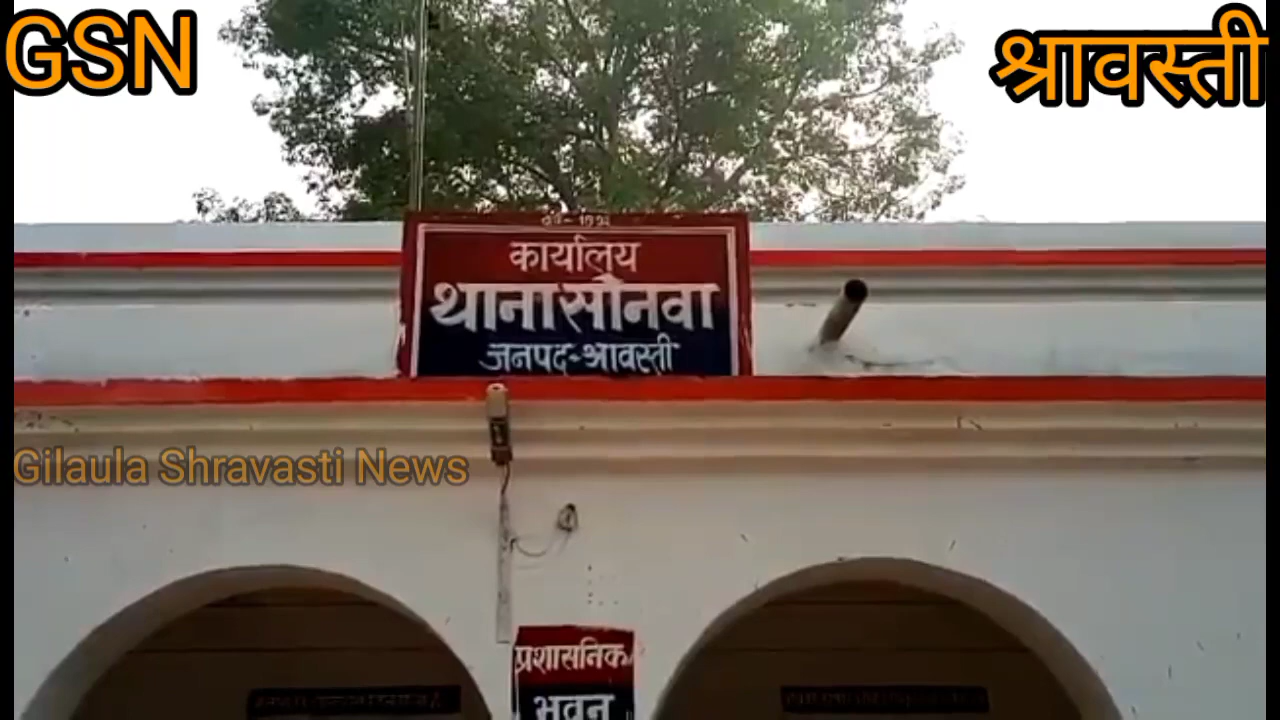 GSN
श्रावस्ती
कार्यालय
थानासोनवा
जनपद-श्रावस्ती
Gilaula Shravasti News
प्रशासनिक
भवन